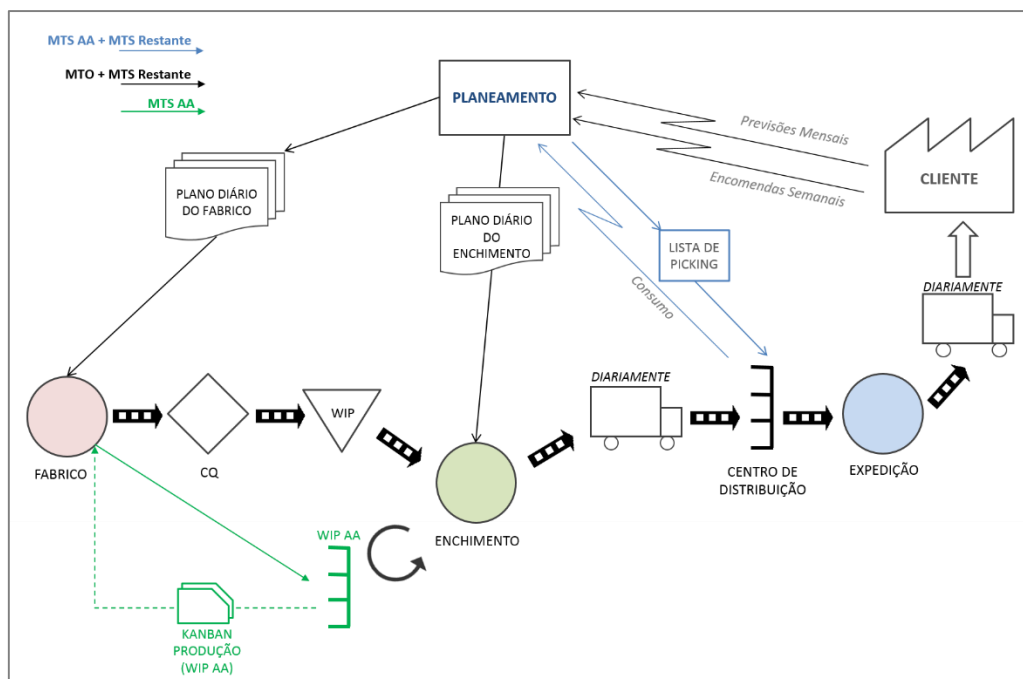 MTS AA + MTS Restante
MTO + MTS Restante
MTS AA
PLANEAMENTO
Previsões Mensais
Encomendas Semanais
CLIENTE
PLANO DIÁRIO
DO FABRICO
PLANO DIÁRIO
DO
ENCHIMENTO
LISTA DE
PICKING
Consumo
DIARIAMENTE
DIARIAMENTE
WIP
FABRICO
CQ
ENCHIMENTO
CENTRO DE
DISTRIBUIÇÃO
EXPEDIÇÃO
WIP AA
KANBAN
PRODUÇÃO
(WIP AA)